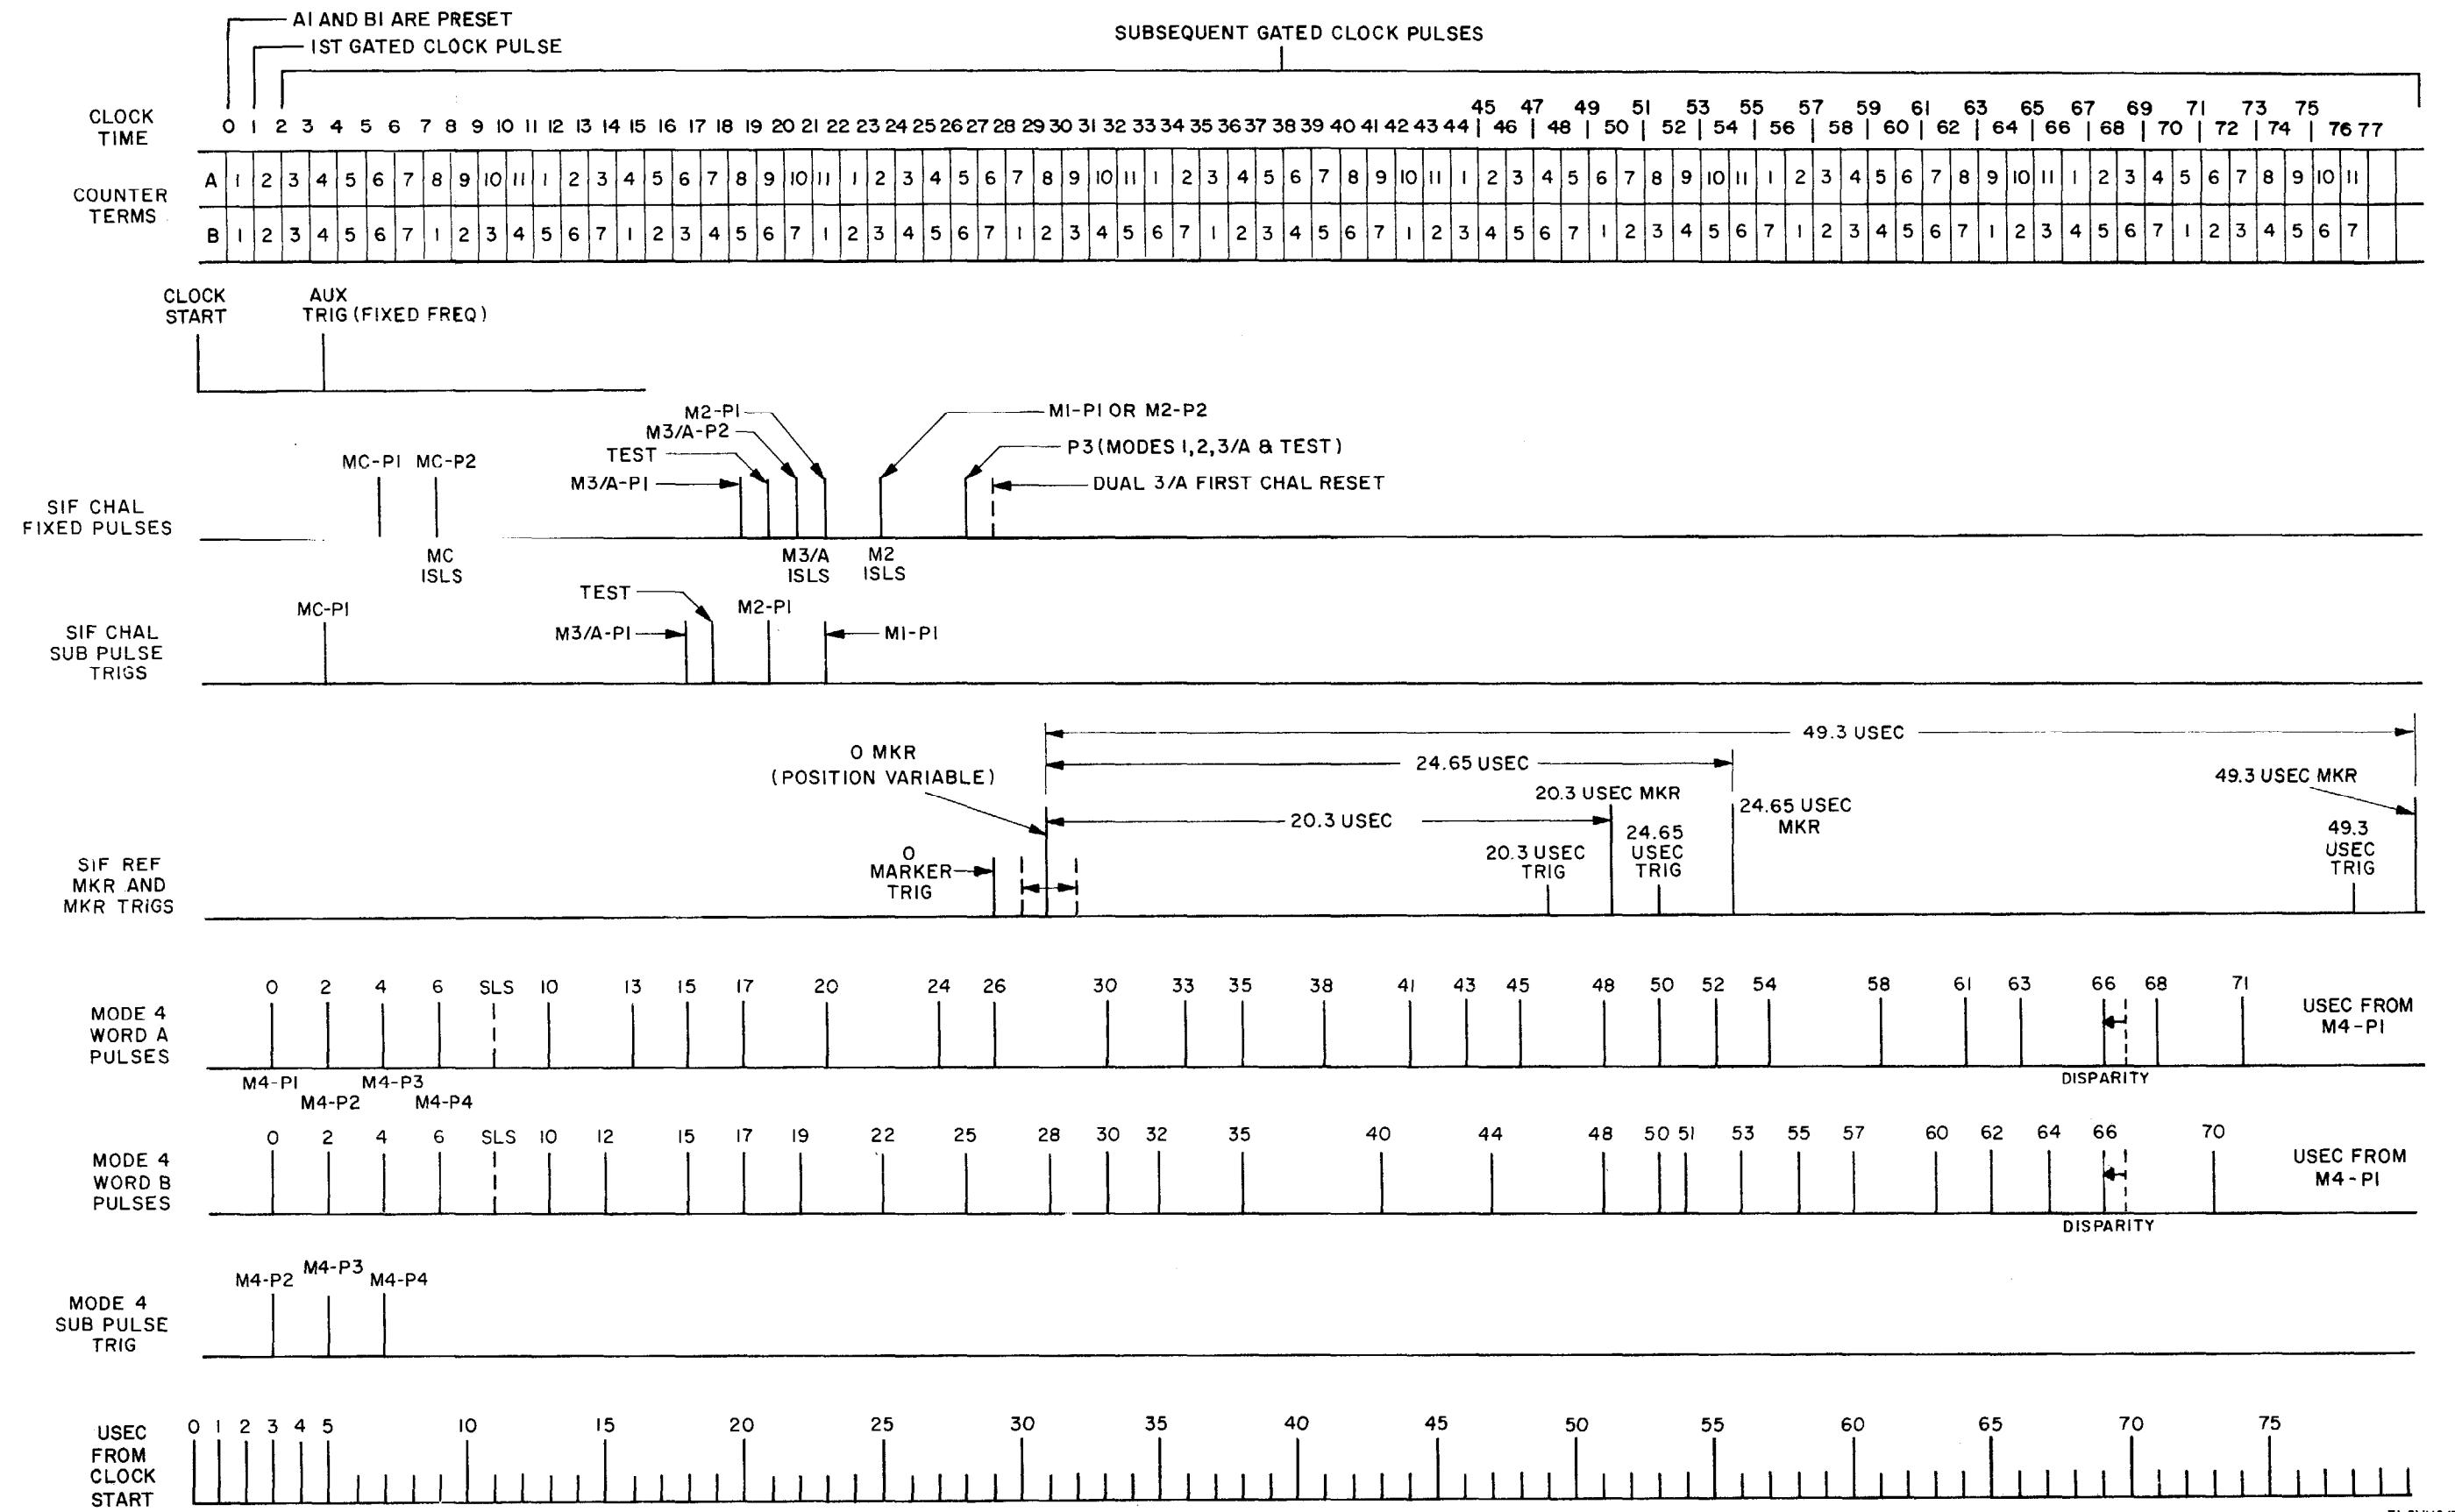 A1 AND B1 ARE PRESET
1ST GATED CLOCK PULSE
SUBSEQUENT GATED CLOCK PULSES
CLOCK TIME
45 47 49 51 53 55 57 59 61 63 65 67 69 71 73 75
0 1 2 3 4 5 6 7 8 9 10 11 12 13 14 15 16 17 18 19 20 21 22 23 24 25 26 27 28 29 30 31 32 33 34 35 36 37 38 39 40 41 42 43 44 46 48 50 52 54 56 58 60 62 64 66 68 70 72 74 76 77
COUNTER TERMS
A 1 2 3 4 5 6 7 8 9 10 11 1 2 3 4 5 6 7 8 9 10 11 1 2 3 4 5 6 7 8 9 10 11 1 2 3 4 5 6 7 8 9 10 11 1 2 3 4 5 6 7 8 9 10 11 1 2 3 4 5 6 7 8 9 10 11 1 2 3 4 5 6 7 8 9 10 11
B 1 2 3 4 5 6 7 1 2 3 4 5 6 7 1 2 3 4 5 6 7 1 2 3 4 5 6 7 1 2 3 4 5 6 7 1 2 3 4 5 6 7 1 2 3 4 5 6 7 1 2 3 4 5 6 7 1 2 3 4 5 6 7 1 2 3 4 5 6 7 1 2 3 4 5 6 7
CLOCK START
AUX
TRIG (FIXED FREQ)
SIF CHAL
FIXED PULSES
MC-P1 MC-P2
MC
ISLS
M2-P1
M3/A-P2
TEST
M3/A-P1
M1-P1 OR M2-P2
P3 (MODES 1,2,3/A & TEST)
DUAL 3/A FIRST CHAL RESET
M3/A
ISLS
M2
ISLS
SIF CHAL
SUB PULSE
TRIGS
MC-P1
TEST
M3/A-P1
M2-P1
M1-P1
SIF REF
MKR AND
MKR TRIGS
0 MKR
(POSITION VARIABLE)
0
MARKER
TRIG
49.3 USEC
24.65 USEC
20.3 USEC
20.3 USEC MKR
20.3 USEC
TRIG
24.65
USEC
TRIG
24.65 USEC
MKR
49.3 USEC MKR
49.3
USEC
TRIG
MODE 4
WORD A
PULSES
0 2 4 6 SLS 10 13 15 17 20 24 26 30 33 35 38 41 43 45 48 50 52 54 58 61 63 66 68 71
USEC FROM
M4-P1
M4-P1 M4-P3
M4-P2 M4-P4
DISPARITY
MODE 4
WORD B
PULSES
0 2 4 6 SLS 10 12 15 17 19 22 25 28 30 32 35 40 44 48 50 51 53 55 57 60 62 64 66 70
USEC FROM
M4-P1
DISPARITY
MODE 4
SUB PULSE
TRIG
M4-P2 M4-P3 M4-P4
USEC
FROM
CLOCK
START
0 1 2 3 4 5 10 15 20 25 30 35 40 45 50 55 60 65 70 75